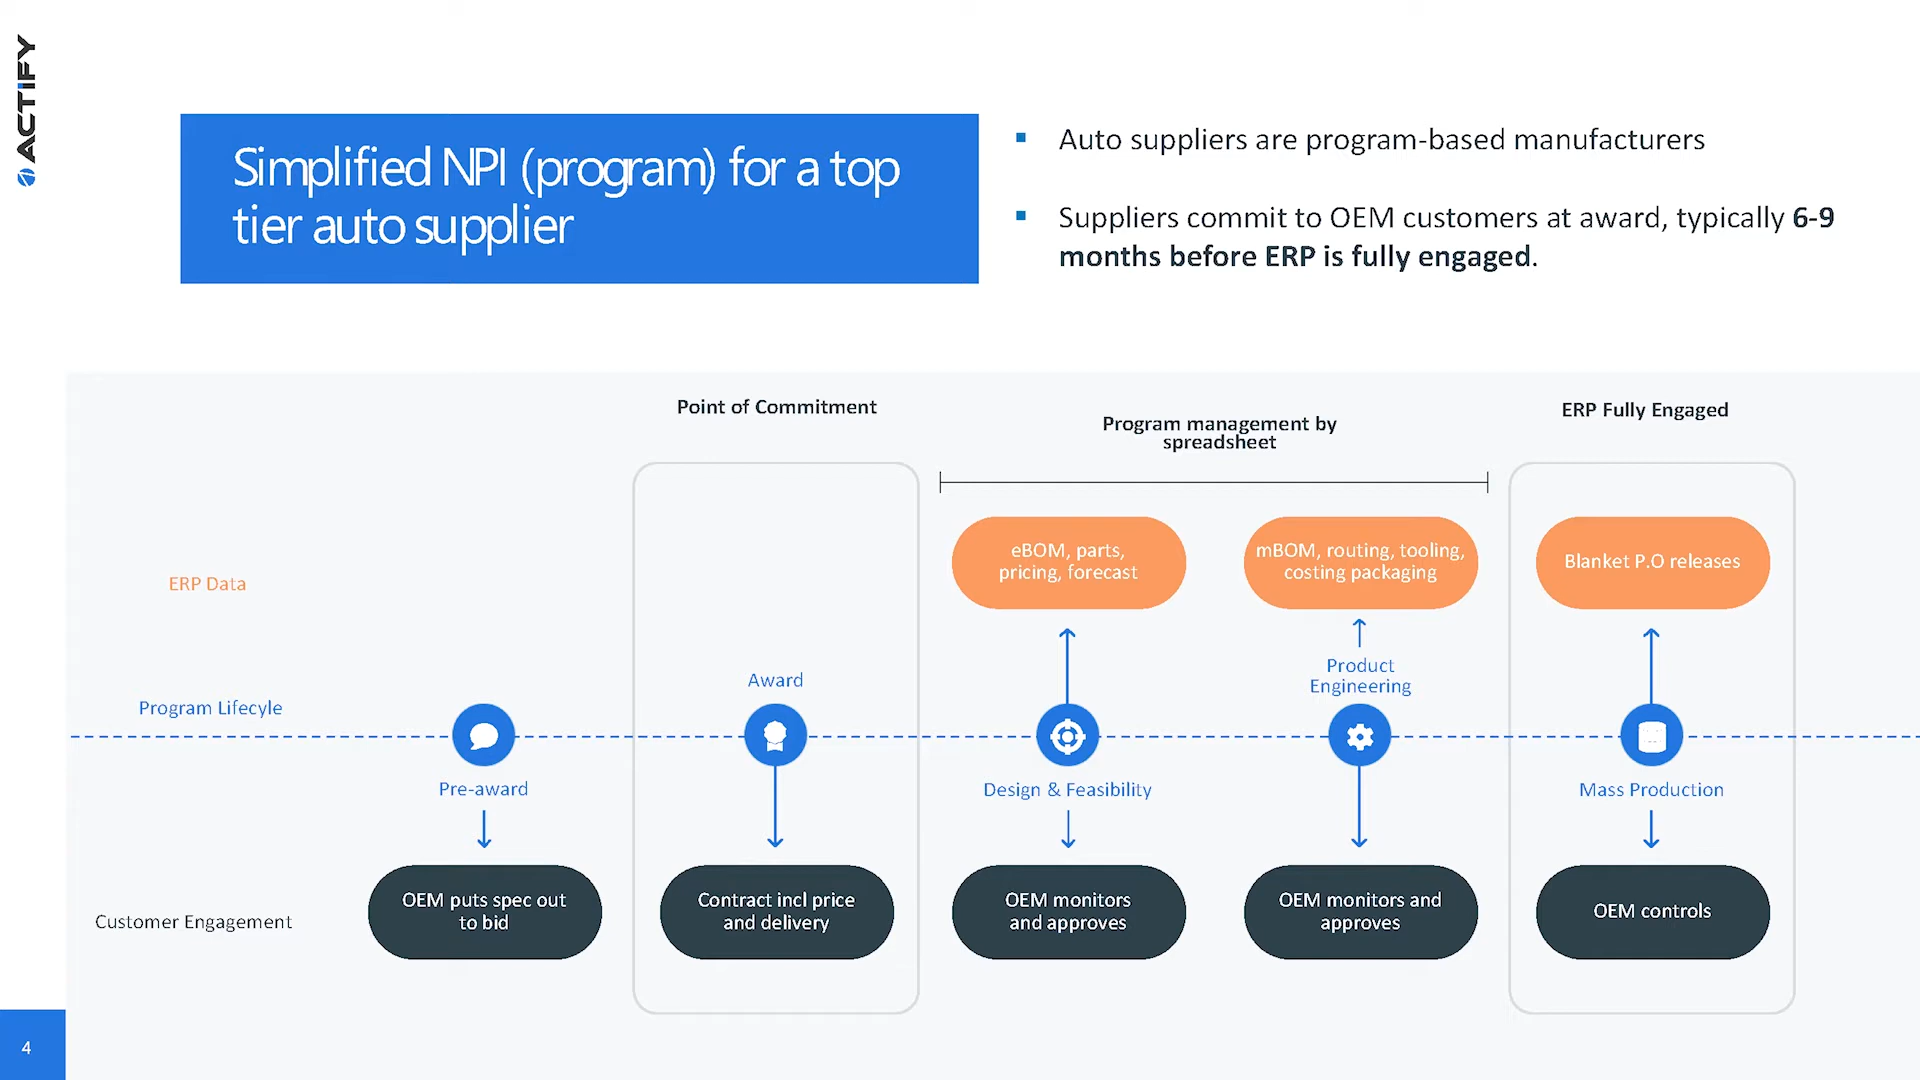 ACTIFY
Simplified NPI (program) for a top
tier auto supplier
Auto suppliers are program-based manufacturers
Suppliers commit to OEM customers at award, typically 6-9
months before ERP is fully engaged.
Point of Commitment
Program management by
spreadsheet
ERP Fully Engaged
ERP Data
eBOM, parts,
pricing, forecast
mBOM, routing, tooling,
costing packaging
Blanket P.O releases
Program Lifecyle
Award
Product
Engineering
Pre-award
Design & Feasibility
Mass Production
Customer Engagement
OEM puts spec out
to bid
Contract incl price
and delivery
OEM monitors
and approves
OEM monitors and
approves
OEM controls
4